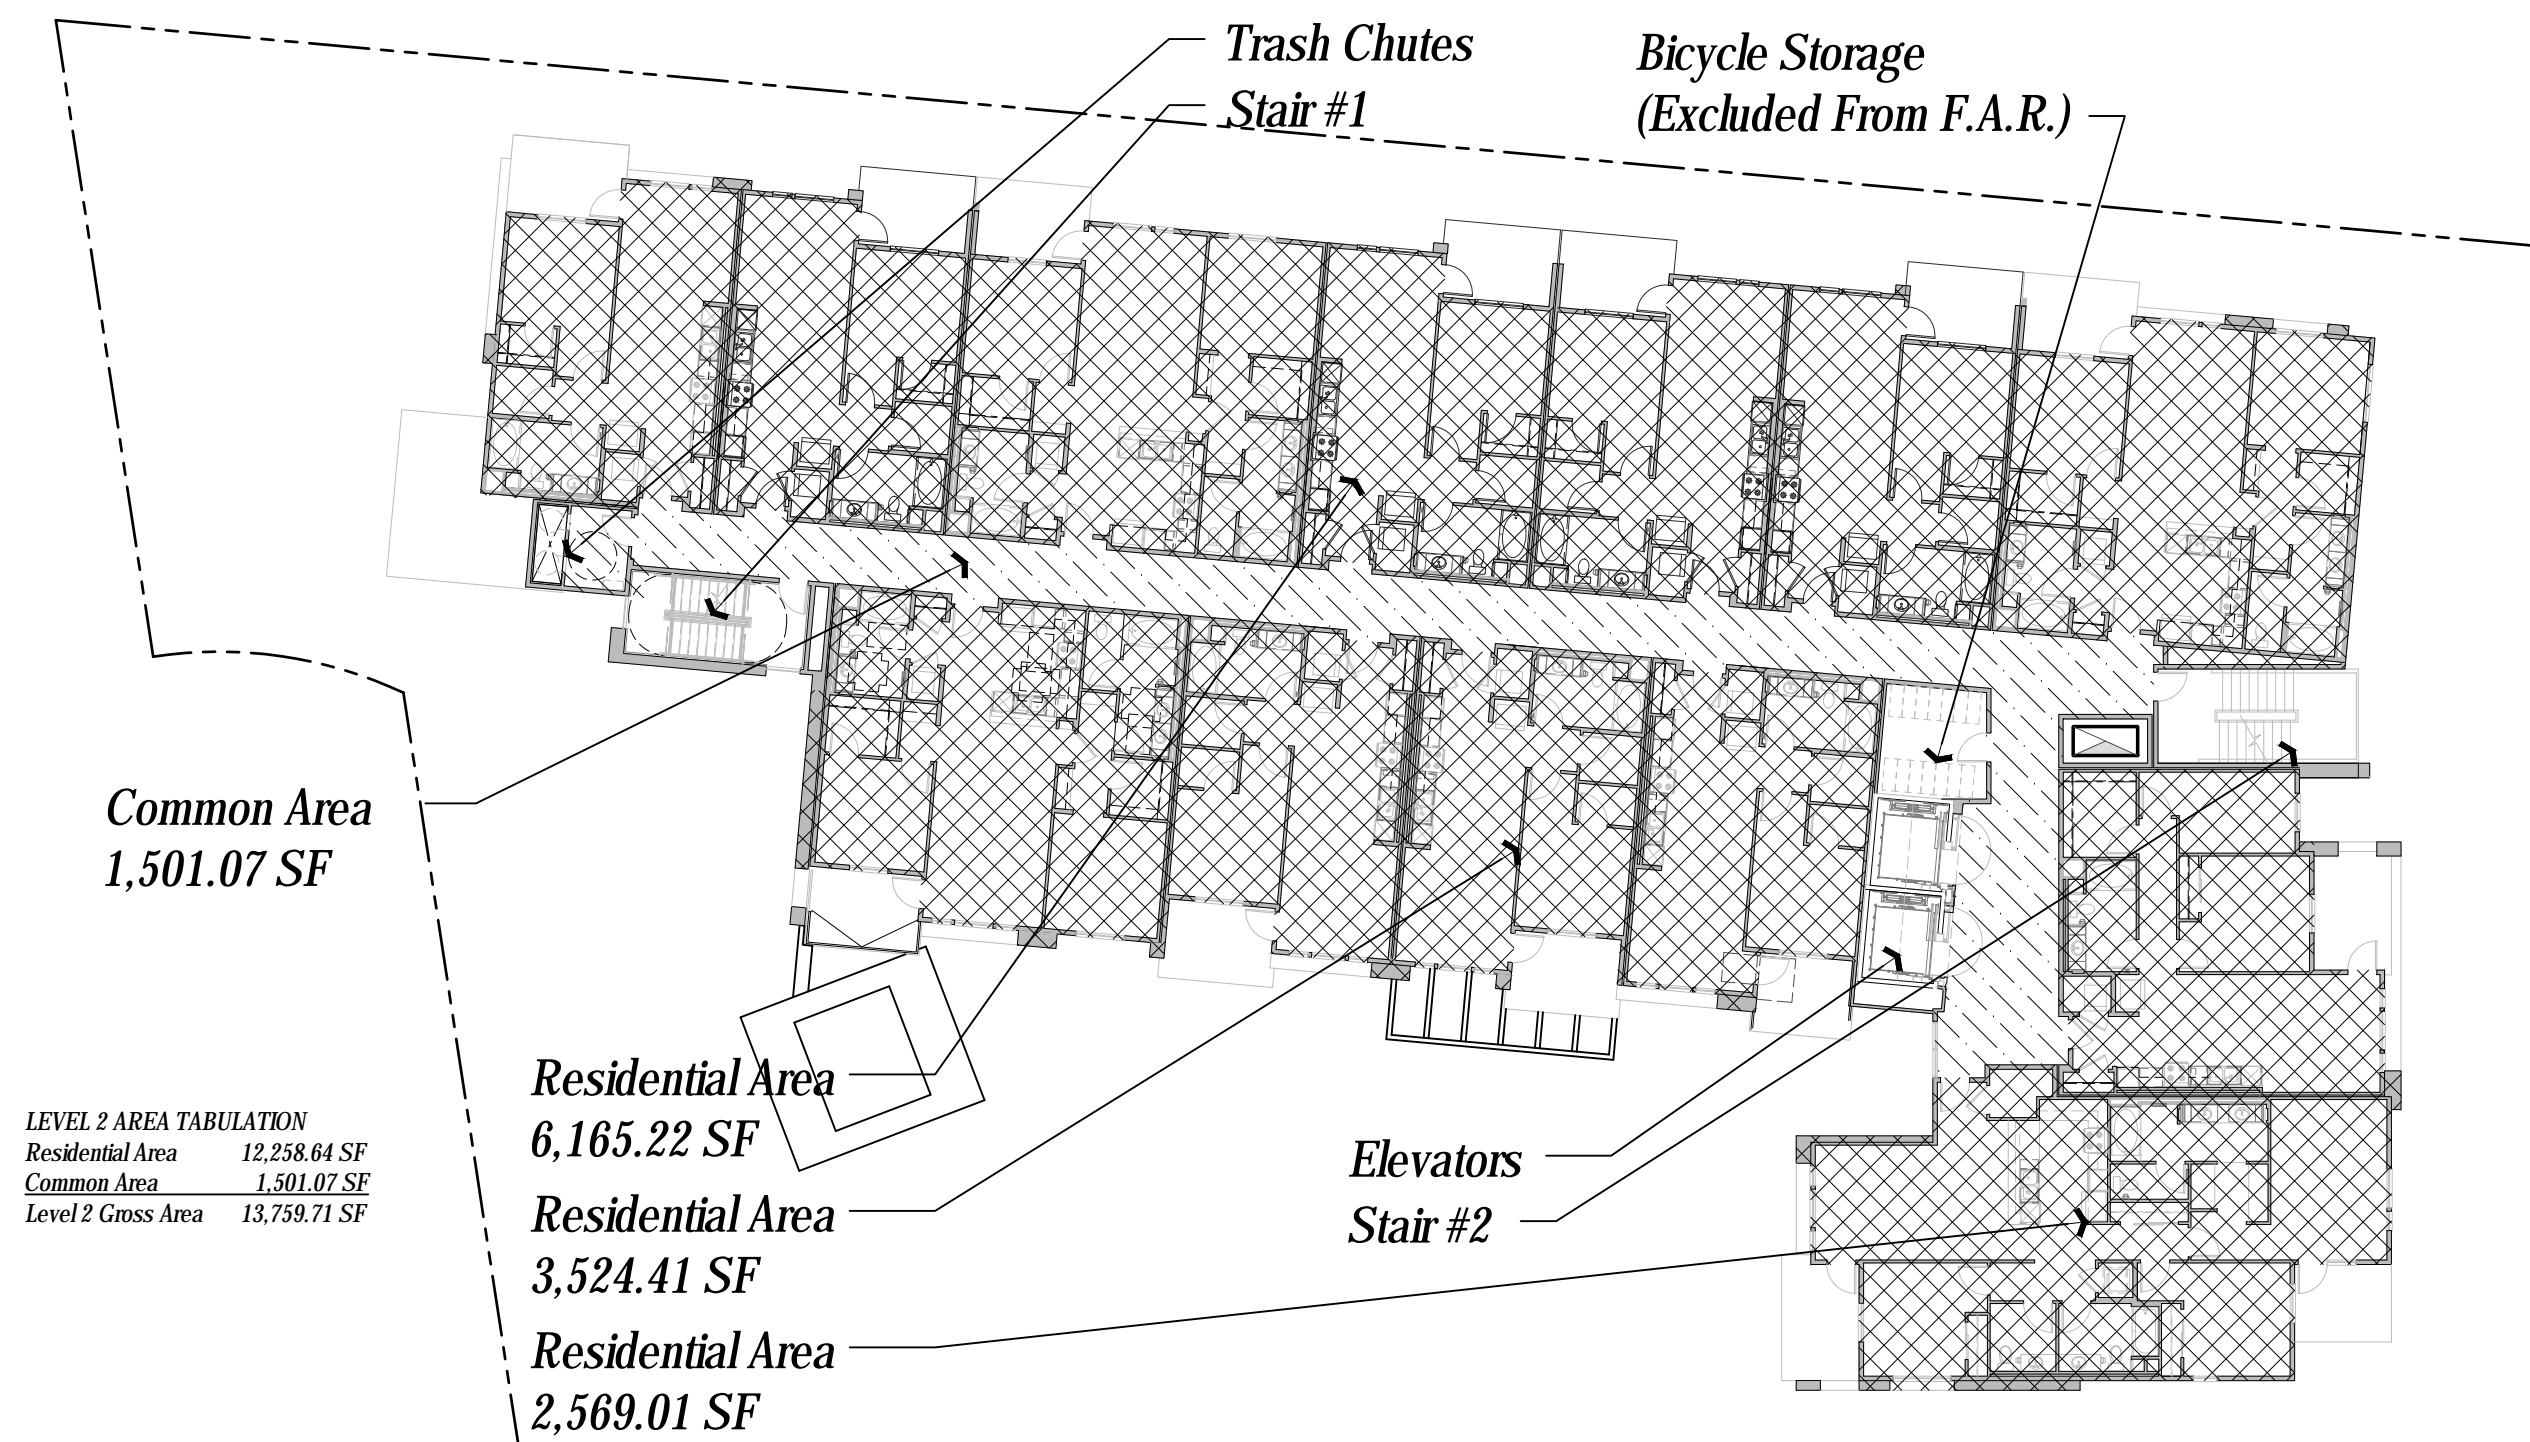 Trash Chutes
Stair #1
Bicycle Storage
(Excluded From F.A.R.)
Common Area
1,501.07 SF
LEVEL 2 AREA TABULATION
Residential Area 12,258.64 SF
Common Area 1,501.07 SF
Level 2 Gross Area 13,759.71 SF
Residential Area
6,165.22 SF
Residential Area
3,524.41 SF
Residential Area
2,569.01 SF
Elevators
Stair #2